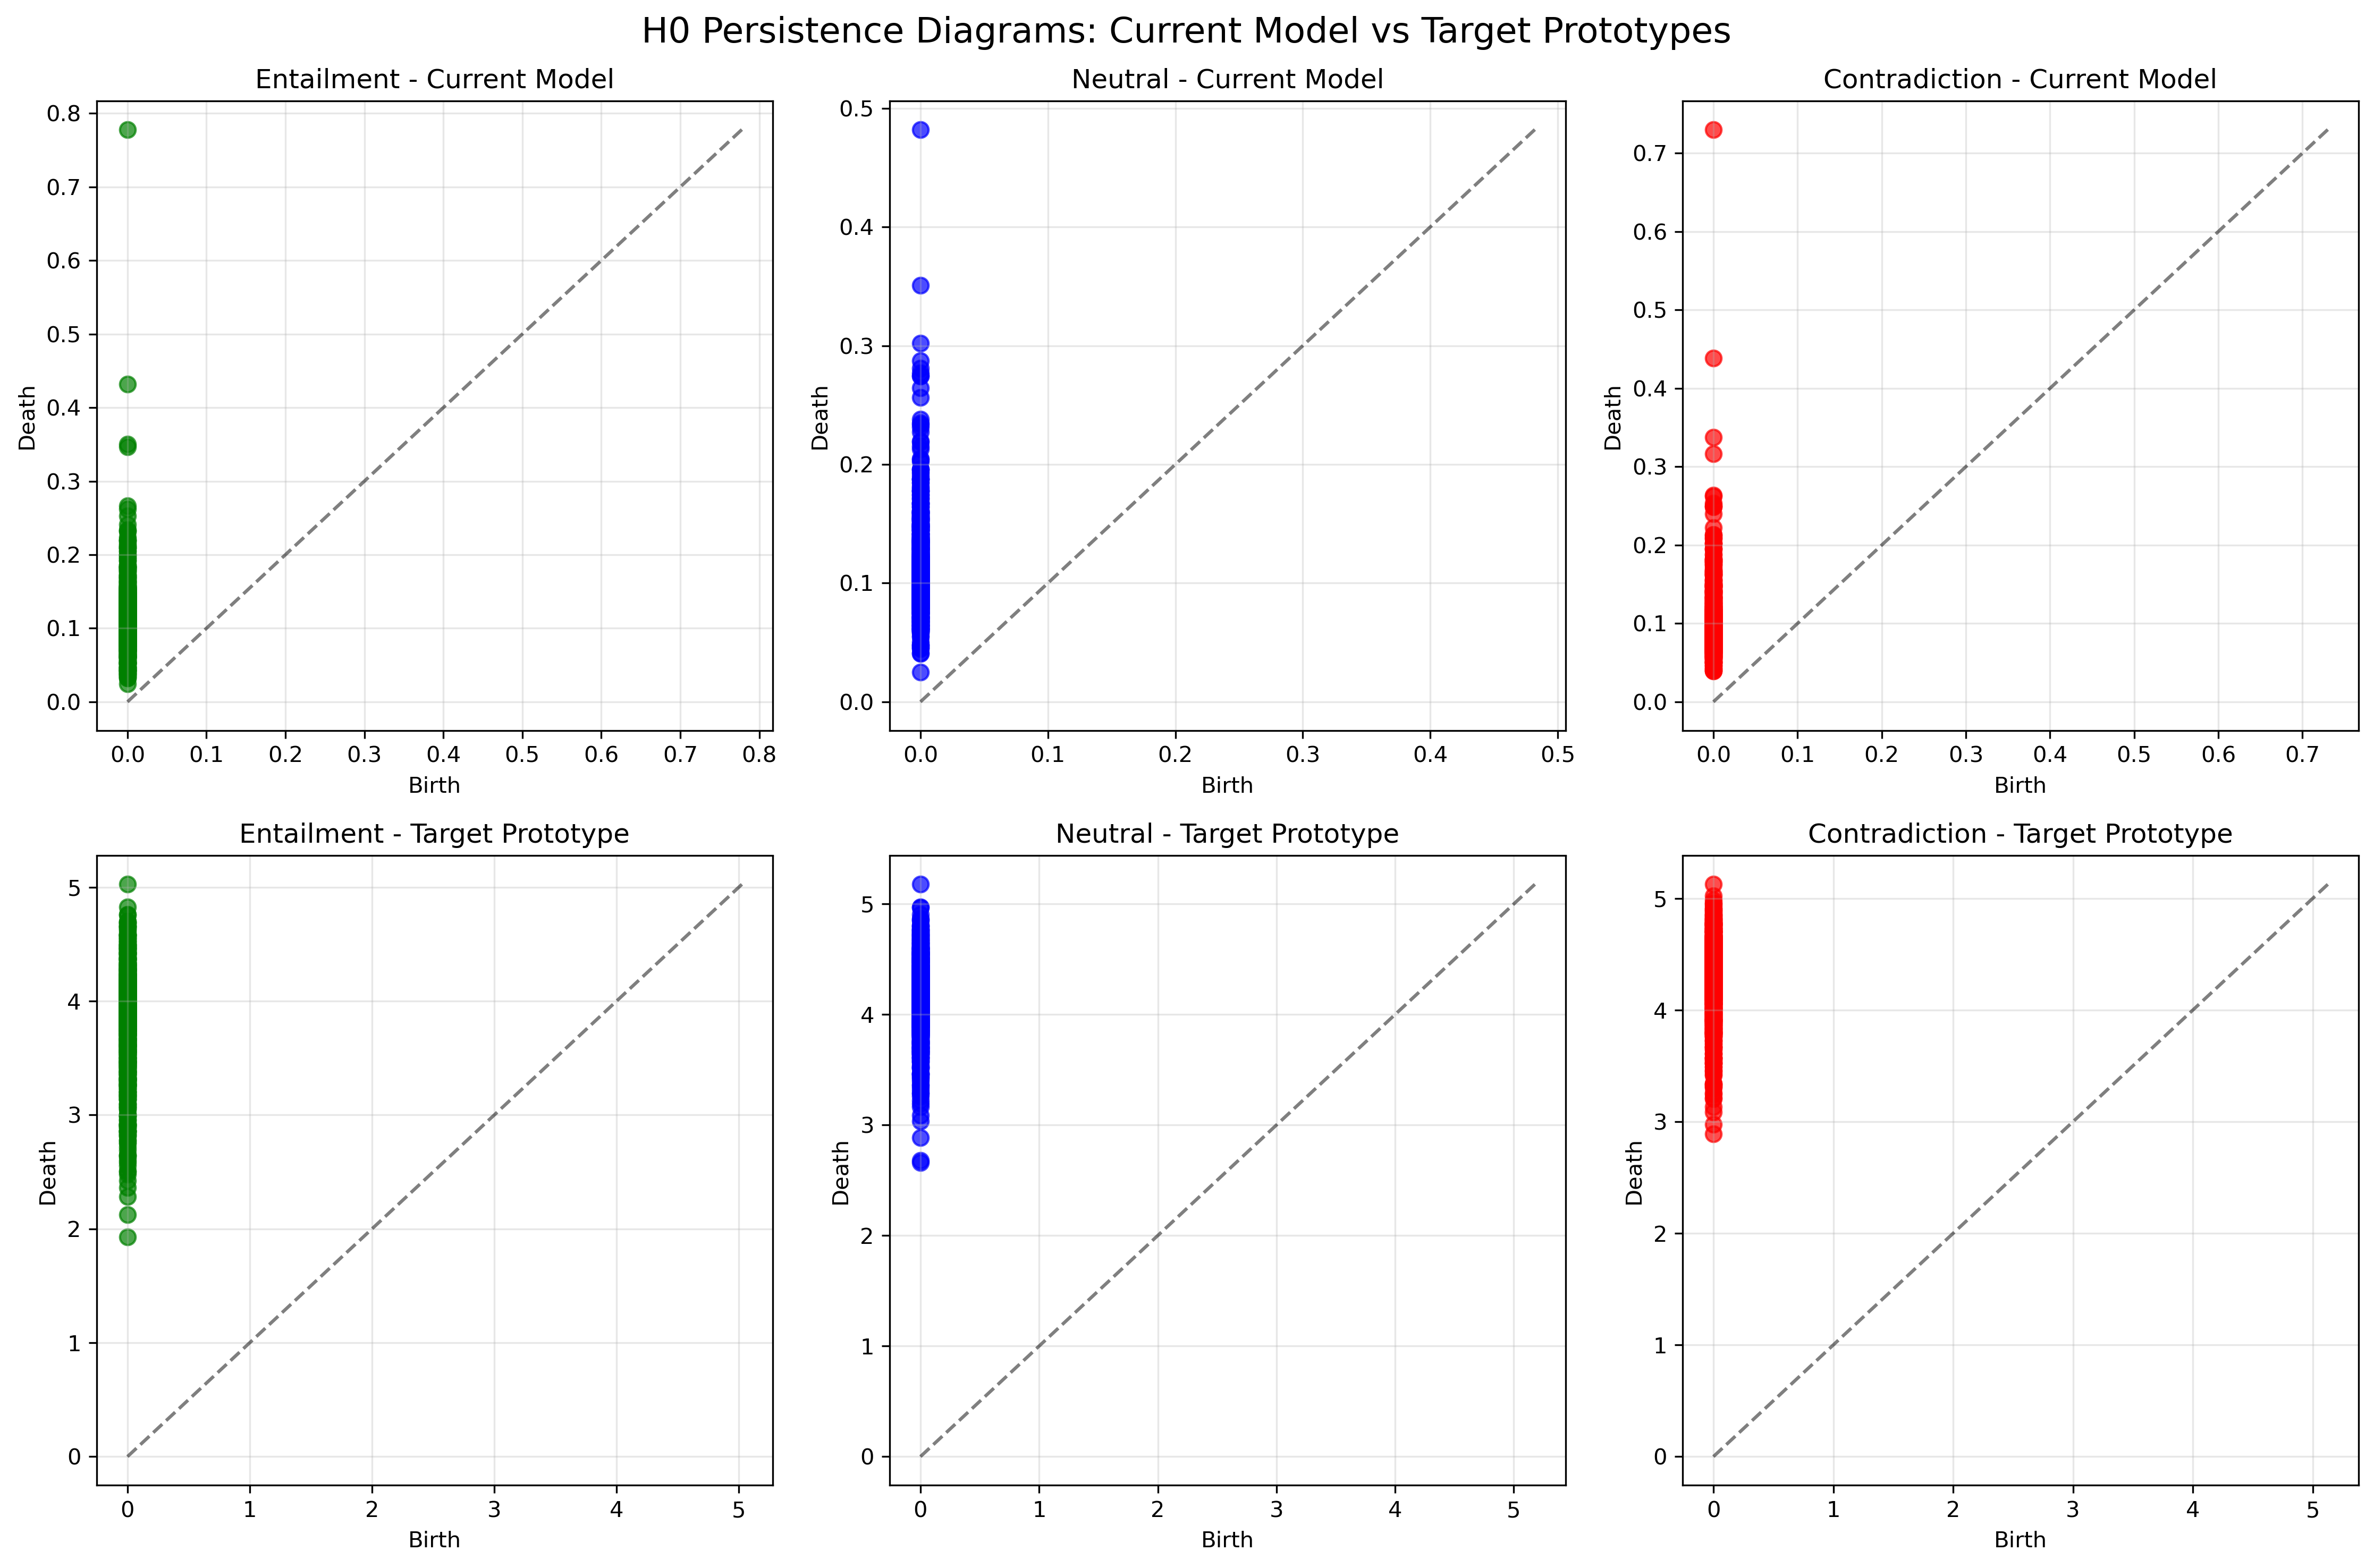 H0 Persistence Diagrams: Current Model vs Target Prototypes
Entailment - Current Model
Neutral - Current Model
Contradiction - Current Model
0.8
0.7
0.6
0.5
0.4
0.3
0.2
0.1
0.0
Death
0.0 0.1 0.2 0.3 0.4 0.5 0.6 0.7 0.8
Birth
0.5
0.4
0.3
0.2
0.1
0.0
Death
0.0 0.1 0.2 0.3 0.4 0.5
Birth
0.7
0.6
0.5
0.4
0.3
0.2
0.1
0.0
Death
0.0 0.1 0.2 0.3 0.4 0.5 0.6 0.7
Birth
Entailment - Target Prototype
Neutral - Target Prototype
Contradiction - Target Prototype
5
4
3
2
1
0
Death
0 1 2 3 4 5
Birth
5
4
3
2
1
0
Death
0 1 2 3 4 5
Birth
5
4
3
2
1
0
Death
0 1 2 3 4 5
Birth